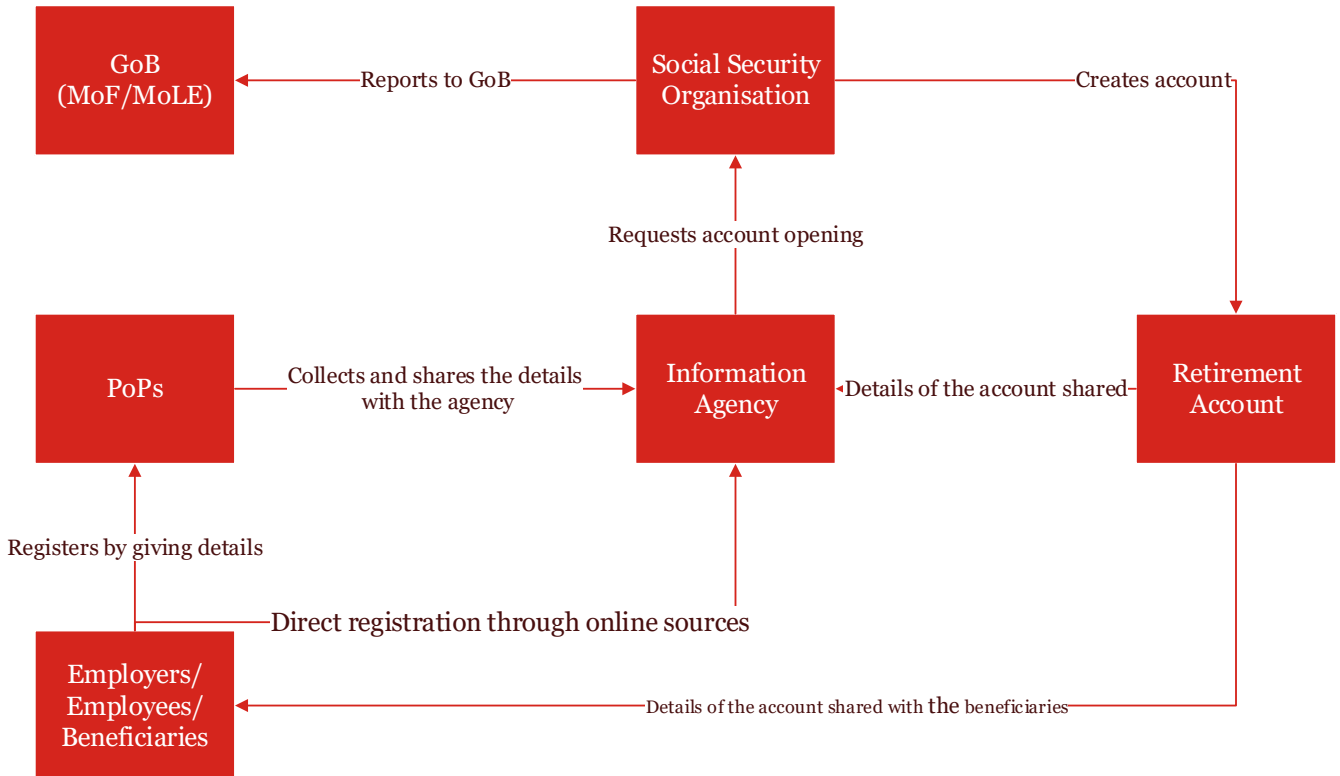 GoB
(MoF/MoLE)
Reports to GoB
Social Security
Organisation
Creates account
Requests account opening
PoPs
Collects and shares the details
with the agency
Information
Agency
Details of the account shared
Retirement
Account
Registers by giving details
Direct registration through online sources
Employers/
Employees/
Beneficiaries
Details of the account shared with the beneficiaries